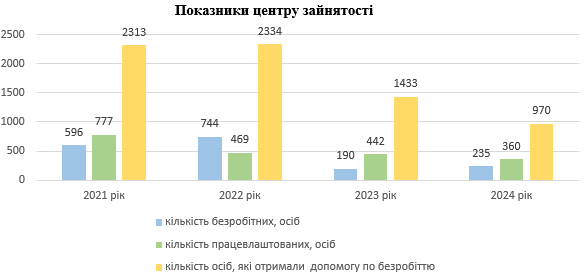 Показники центру зайнятості
2500
2000
1500
1000
500
0
596
777
2313
744
469
2334
190
442
1433
235
360
970
2021 рік
2022 рік
2023 рік
2024 рік
кількість безробітних, осіб
кількість працевлаштованих, осіб
кількість осіб, які отримали допомогу по безробіттю